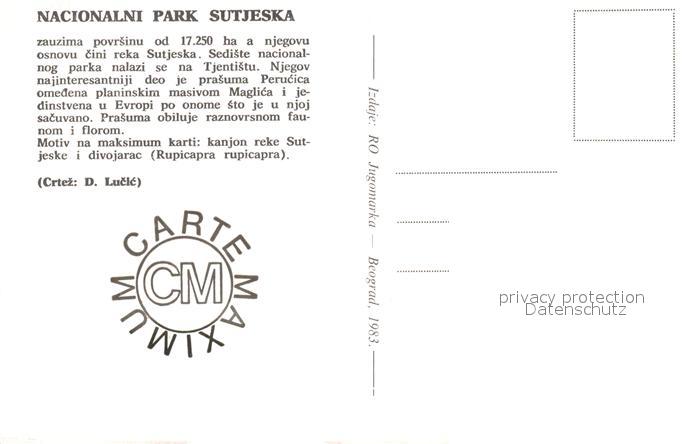 NACIONALNI PARK SUTJESKA
zauzima površinu od 17.250 ha a njegovu
osnovu čini reka Sutjeska. Sedište nacional-
nog parka nalazi se na Tjentištu. Njegov
najinteresantniji deo je prašuma Perućica
omeđena planinskim masivom Maglića i je-
dinstvena u Evropi po onome što je u njoj
sačuvano. Prašuma obiluje raznovrsnom fau-
nom i florom.
Motiv na maksimum karti: kanjon reke Sut-
jeske i divojarac (Rupicapra rupicapra).
(Crtež: D. Lučić)
CARTE MAXIMUM
CM
Izdaje: RO Jugomarka — Beograd, 1983.
privacy protection
Datenschutz